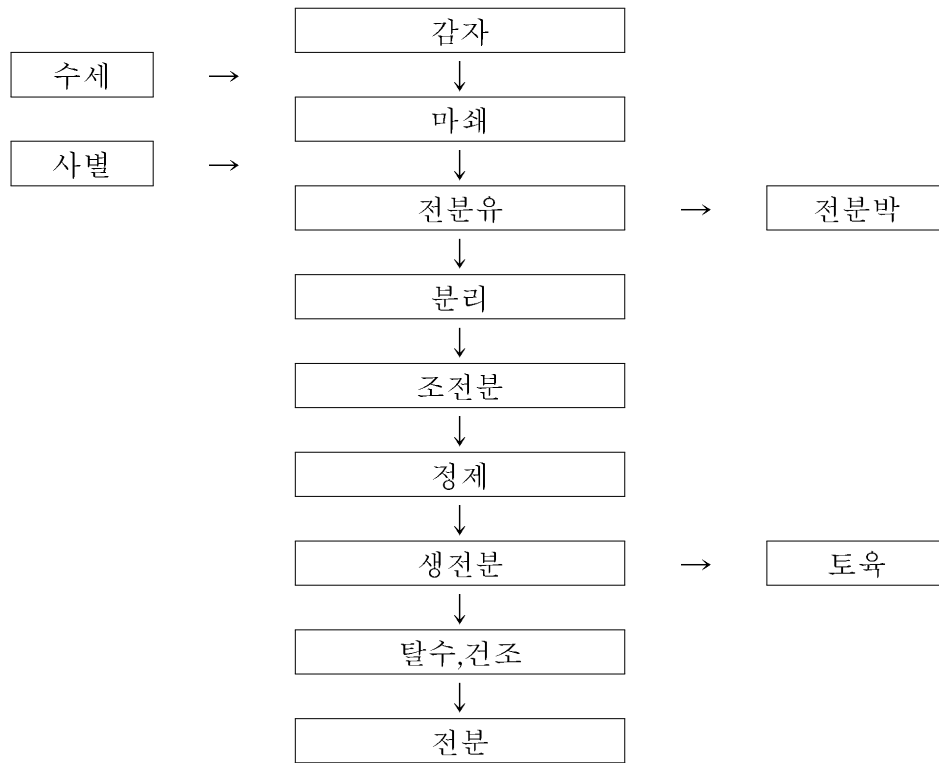 감자
수세 →
↓
마쇄
사별 →
↓
전분유 → 전분박
↓
분리
↓
조전분
↓
정제
↓
생전분 → 토육
↓
탈수,건조
↓
전분